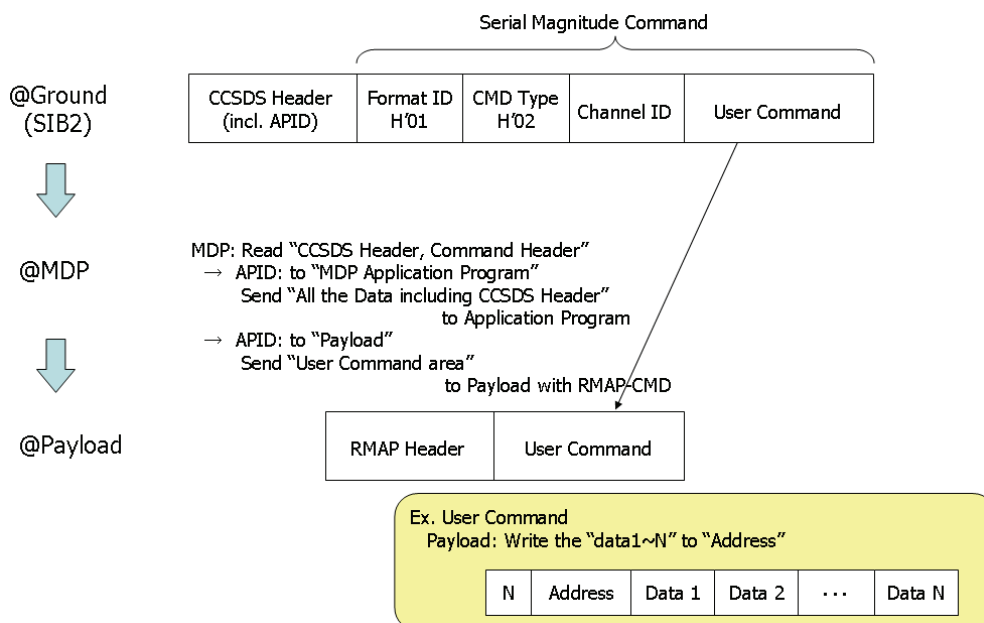 Serial Magnitude Command
@Ground
(SIB2)
CCSDS Header
(incl. APID)
Format ID
H'01
CMD Type
H'02
Channel ID
User Command
@MDP
MDP: Read “CCSDS Header, Command Header”
→ APID: to “MDP Application Program”
Send “All the Data including CCSDS Header”
to Application Program
→ APID: to “Payload”
Send “User Command area”
to Payload with RMAP-CMD
@Payload
RMAP Header
User Command
Ex. User Command
Payload: Write the “data1~N” to “Address”
N
Address
Data 1
Data 2
···
Data N